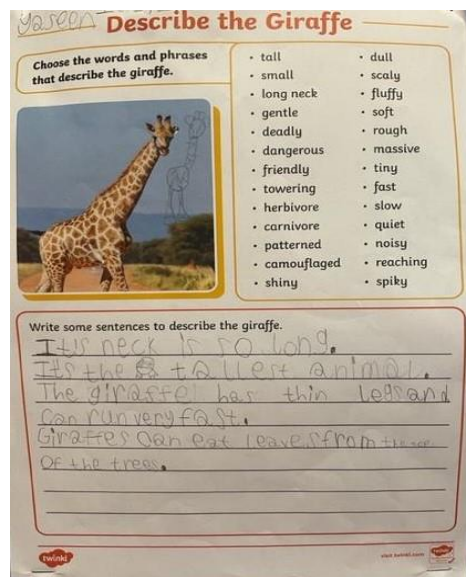 yaseen
Describe the Giraffe
Choose the words and phrases
that describe the giraffe.
• tall
• small
• long neck
• gentle
• deadly
• dangerous
• friendly
• towering
• herbivore
• carnivore
• patterned
• camouflaged
• shiny
• dull
• scaly
• fluffy
• soft
• rough
• massive
• tiny
• fast
• slow
• quiet
• noisy
• reaching
• spiky
Write some sentences to describe the giraffe.
It's neck is so long.
Its the tallest animal.
The giraffe has thin legs and
can run very fast.
Giraffes can eat leaves from
Of the trees.
twinkl
visit twinkl.com